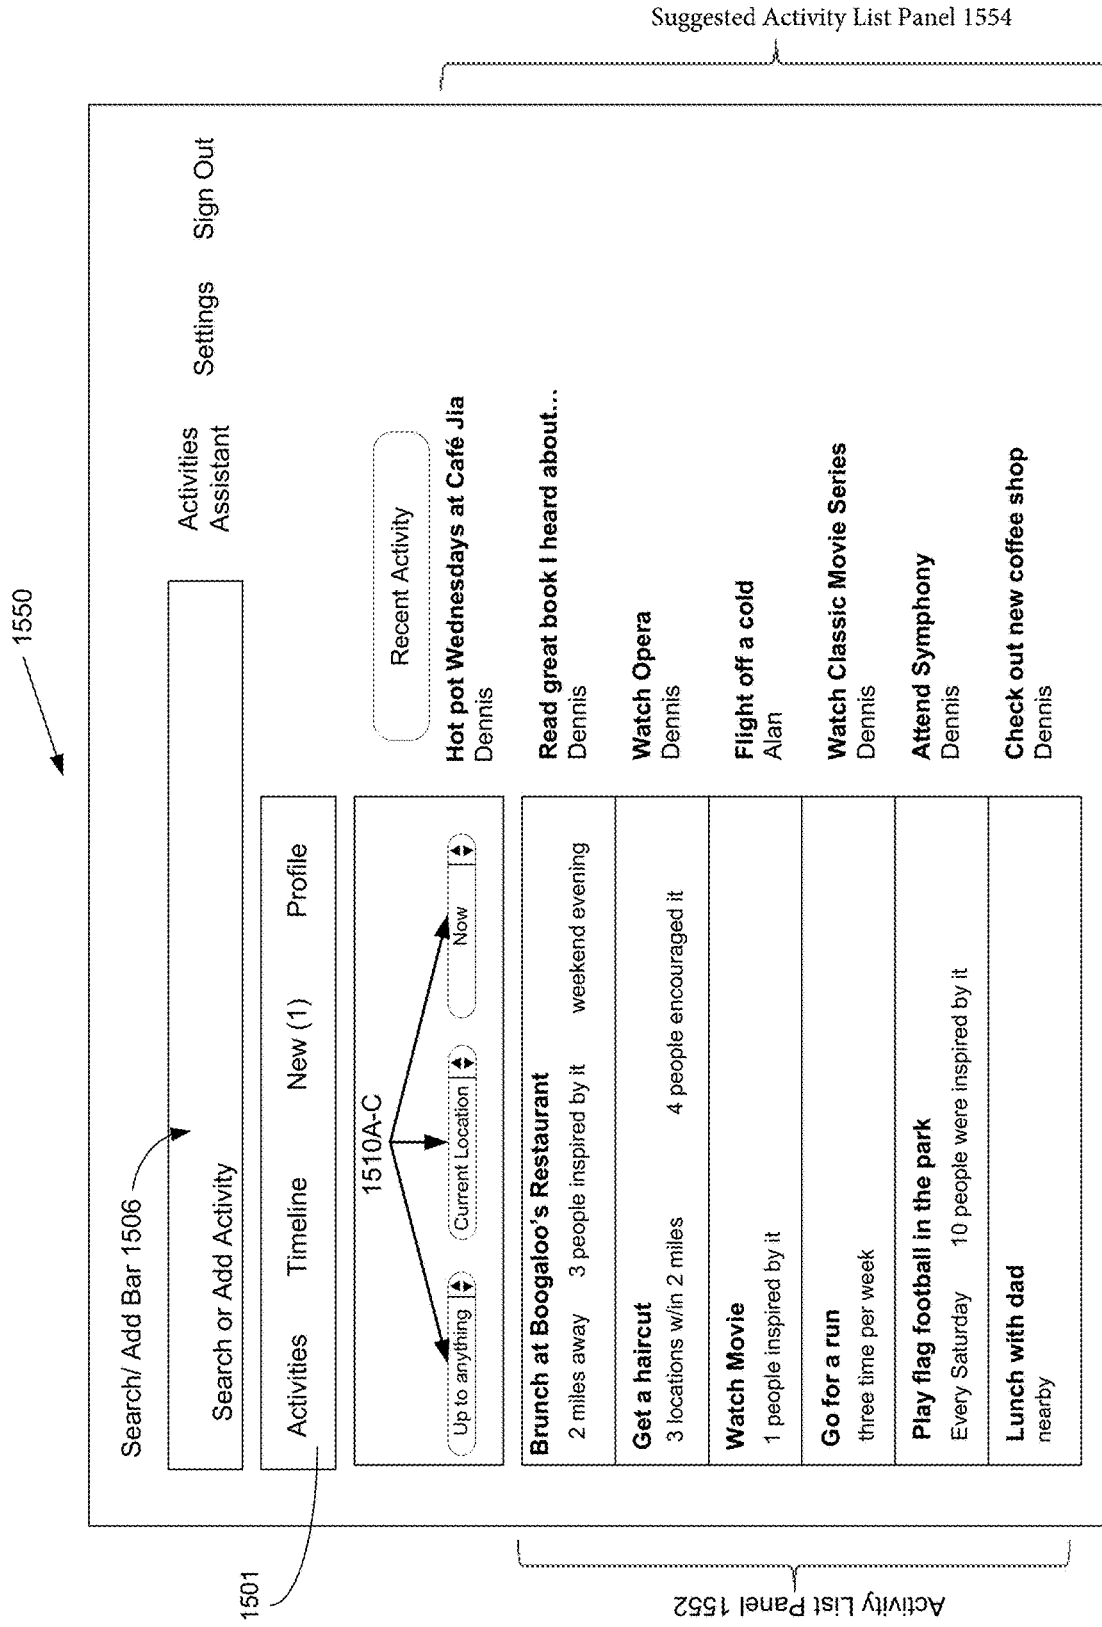 1550
Search/ Add Bar 1506
Search or Add Activity
Activities
Assistant
Settings
Sign Out
1501
Activities
Timeline
New (1)
Profile
1510A-C
Up to anything
Current Location
Now
Activity List Panel 1552
Brunch at Boogaloo's Restaurant
2 miles away 3 people inspired by it weekend evening
Get a haircut
3 locations w/in 2 miles 4 people encouraged it
Watch Movie
1 people inspired by it
Go for a run
three time per week
Play flag football in the park
Every Saturday 10 people were inspired by it
Lunch with dad
nearby
Suggested Activity List Panel 1554
Recent Activity
Hot pot Wednesdays at Café Jia
Dennis
Read great book I heard about...
Dennis
Watch Opera
Dennis
Flight off a cold
Alan
Watch Classic Movie Series
Dennis
Attend Symphony
Dennis
Check out new coffee shop
Dennis